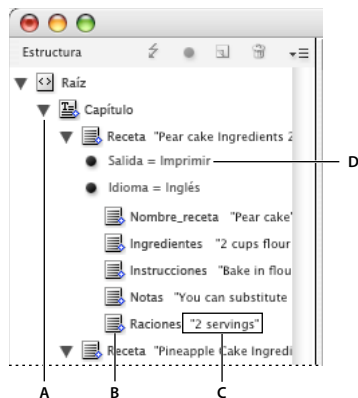 Estructura
Raíz
Capítulo
Receta "Pear cake Ingredients 2
Salida = Imprimir
D
Idioma = Inglés
Nombre_receta "Pear cake"
Ingredientes "2 cups flour
Instrucciones "Bake in flou
Notas "You can substitute
Raciones "2 servings"
Receta "Pineapple Cake Ingredi
A B C